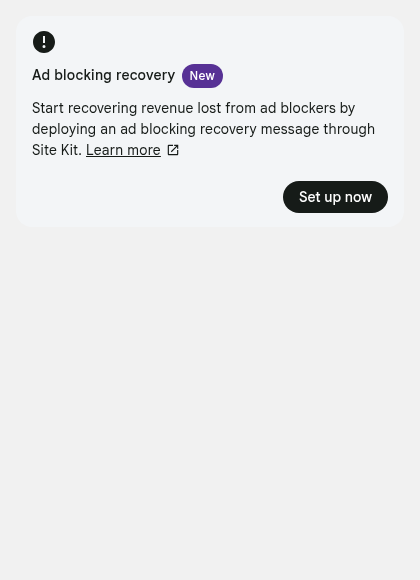 Ad blocking recovery New
Start recovering revenue lost from ad blockers by
deploying an ad blocking recovery message through
Site Kit. Learn more
Set up now